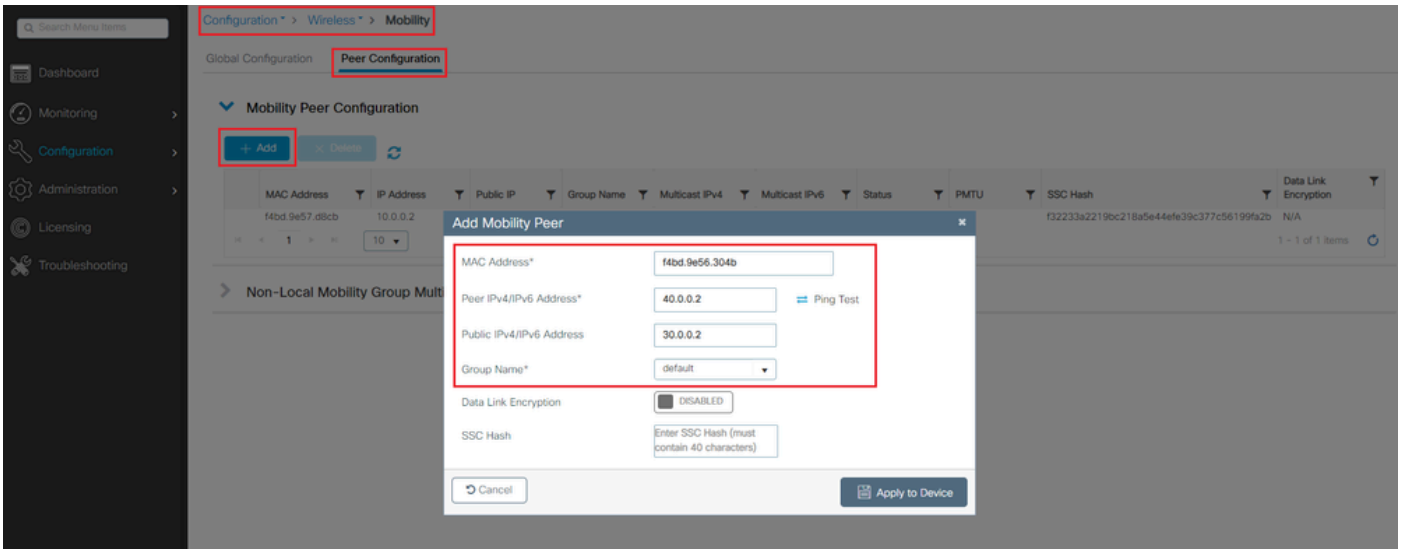 Search Menu Items
Dashboard
Monitoring
Configuration
Administration
Licensing
Troubleshooting
Configuration > Wireless > Mobility
Global Configuration Peer Configuration
Mobility Peer Configuration
+ Add × Delete
MAC Address IP Address Public IP Group Name Multicast IPv4 Multicast IPv6 Status PMTU SSC Hash Data Link Encryption
f4bd.9e57.d8cb 10.0.0.2 f32233a2219bc218a5e44efe39c377c56199fa2b N/A
1 10 1 - 1 of 1 items
Non-Local Mobility Group Multi
Add Mobility Peer
MAC Address* f4bd.9e56.304b
Peer IPv4/IPv6 Address* 40.0.0.2 Ping Test
Public IPv4/IPv6 Address 30.0.0.2
Group Name* default
Data Link Encryption DISABLED
SSC Hash Enter SSC Hash (must
contain 40 characters)
Cancel Apply to Device